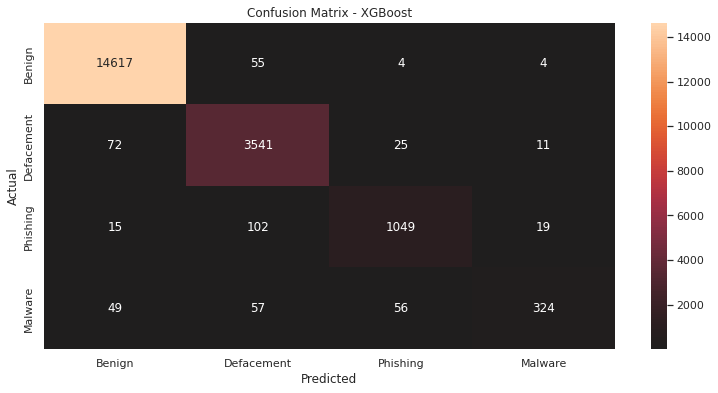 Confusion Matrix - XGBoost
Actual
Benign 14617 55 4 4
Defacement 72 3541 25 11
Phishing 15 102 1049 19
Malware 49 57 56 324
Benign Defacement Phishing Malware
Predicted
14000
12000
10000
8000
6000
4000
2000